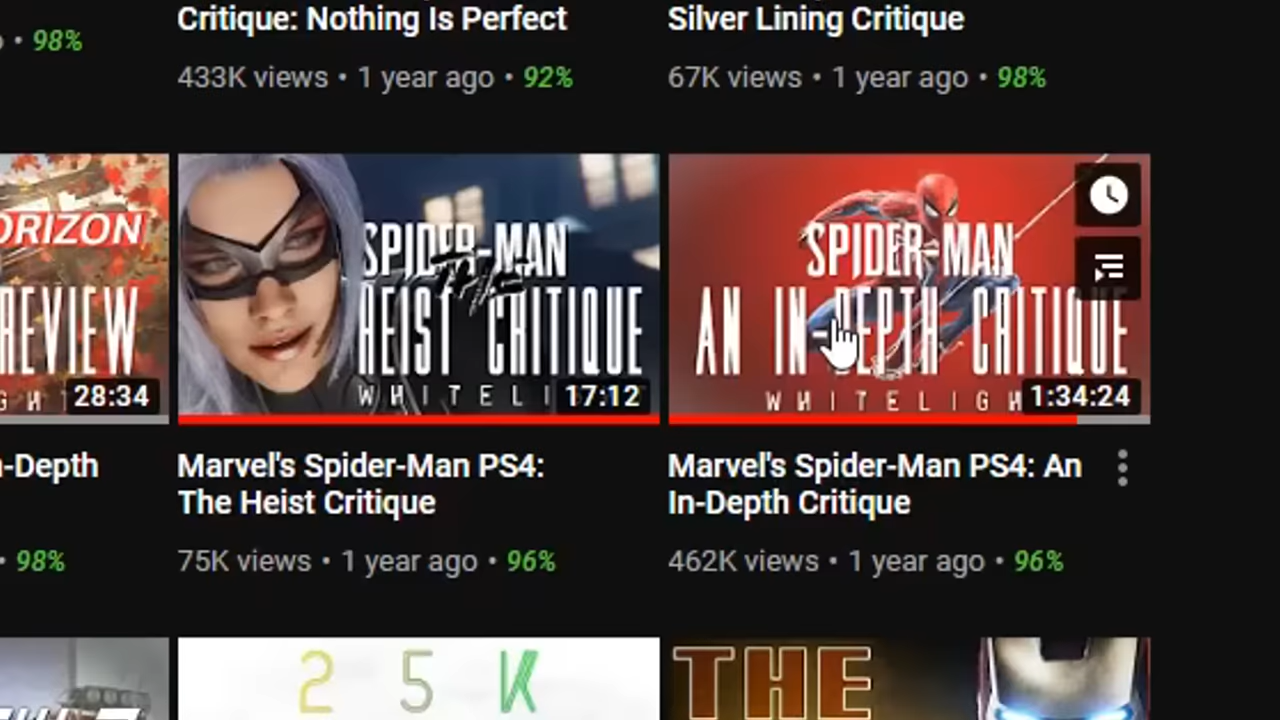 Critique: Nothing Is Perfect
Silver Lining Critique
• 98%
433K views • 1 year ago • 92%
67K views • 1 year ago • 98%
ORIZON
REVIEW
28:34
SPIDER-MAN
THE
HEIST CRITIQUE
WHITELI
17:12
SPIDER-MAN
AN IN-DEPTH CRITIQUE
WHITELIGH
1:34:24
n-Depth
Marvel's Spider-Man PS4:
The Heist Critique
Marvel's Spider-Man PS4: An
In-Depth Critique
• 98%
75K views • 1 year ago • 96%
462K views • 1 year ago • 96%
25K
THE